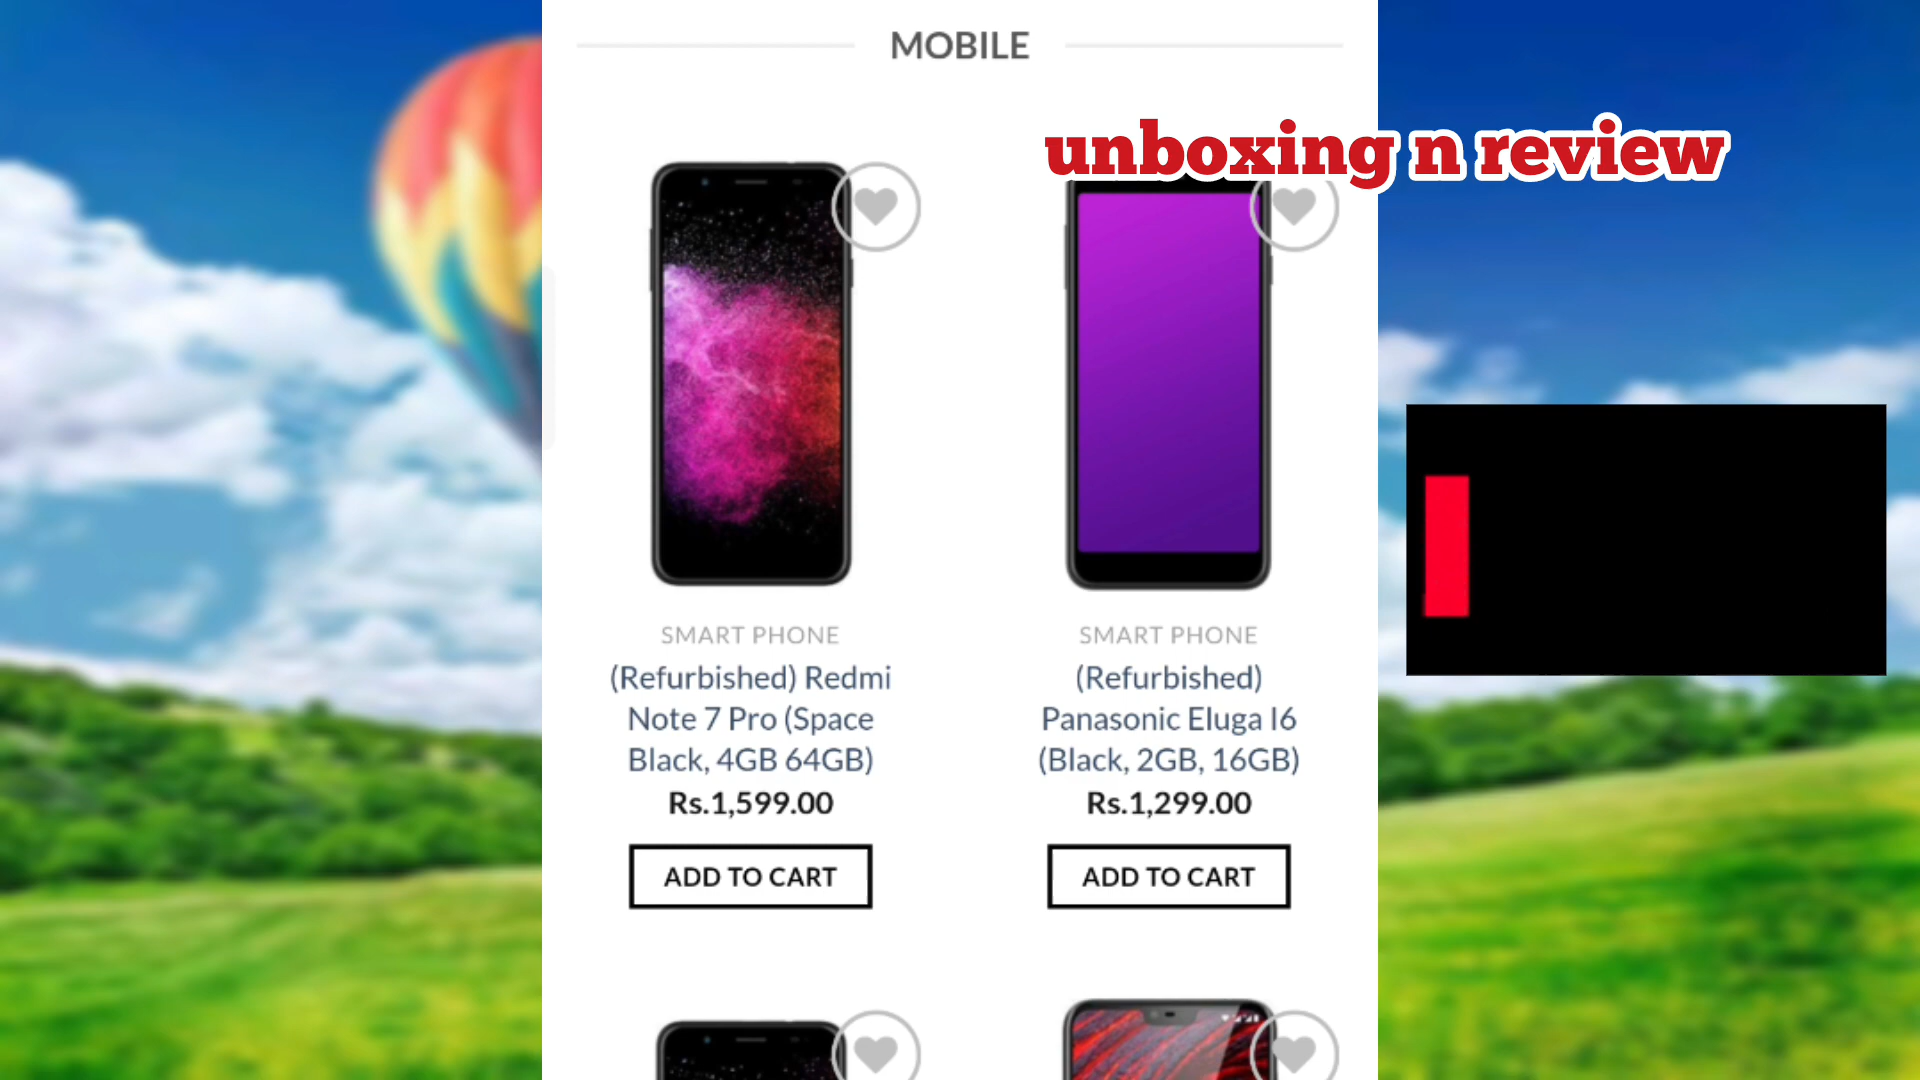 MOBILE
unboxing n review
SMART PHONE
(Refurbished) Redmi
Note 7 Pro (Space
Black, 4GB 64GB)
Rs.1,599.00
ADD TO CART
SMART PHONE
(Refurbished)
Panasonic Eluga I6
(Black, 2GB, 16GB)
Rs.1,299.00
ADD TO CART